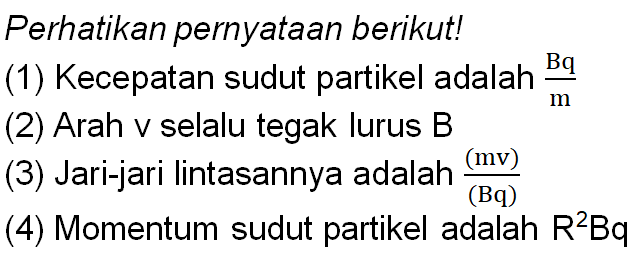 Perhatikan pernyataan berikut!
(1) Kecepatan sudut partikel adalah Bq/m
(2) Arah v selalu tegak lurus B
(3) Jari-jari lintasannya adalah (mv)/(Bq)
(4) Momentum sudut partikel adalah R²Bq